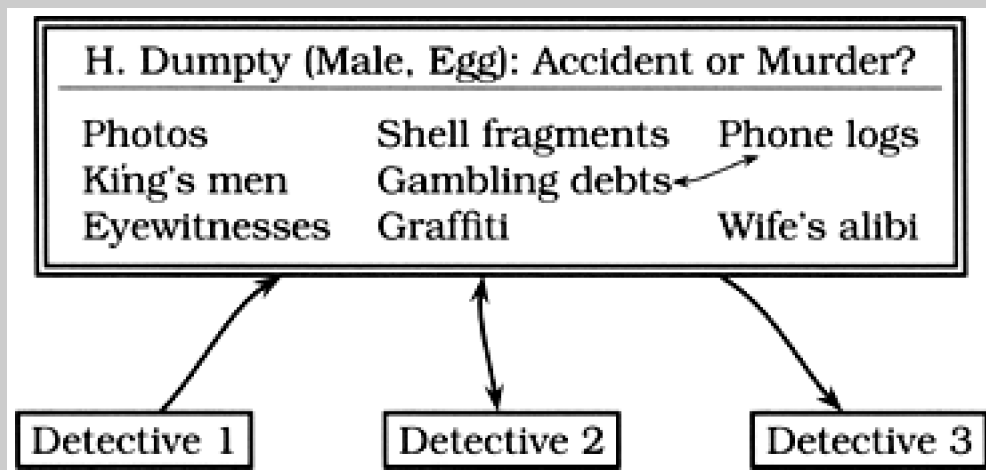 H. Dumpty (Male, Egg): Accident or Murder?
Photos Shell fragments Phone logs
King's men Gambling debts
Eyewitnesses Graffiti Wife's alibi
Detective 1 Detective 2 Detective 3